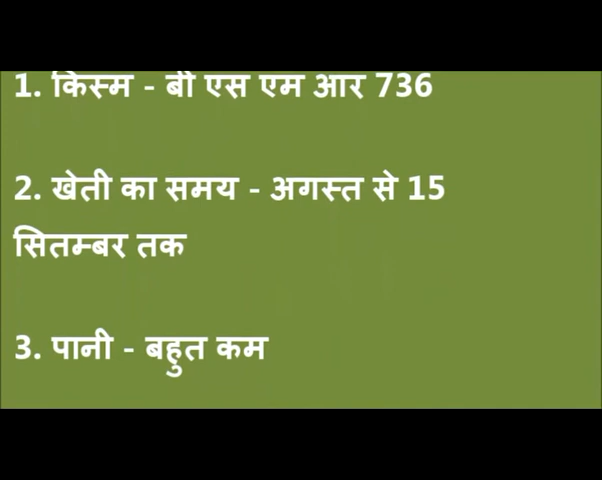 1. किस्म - बी एस एम आर 736
2. खेती का समय - अगस्त से 15
सितम्बर तक
3. पानी - बहुत कम